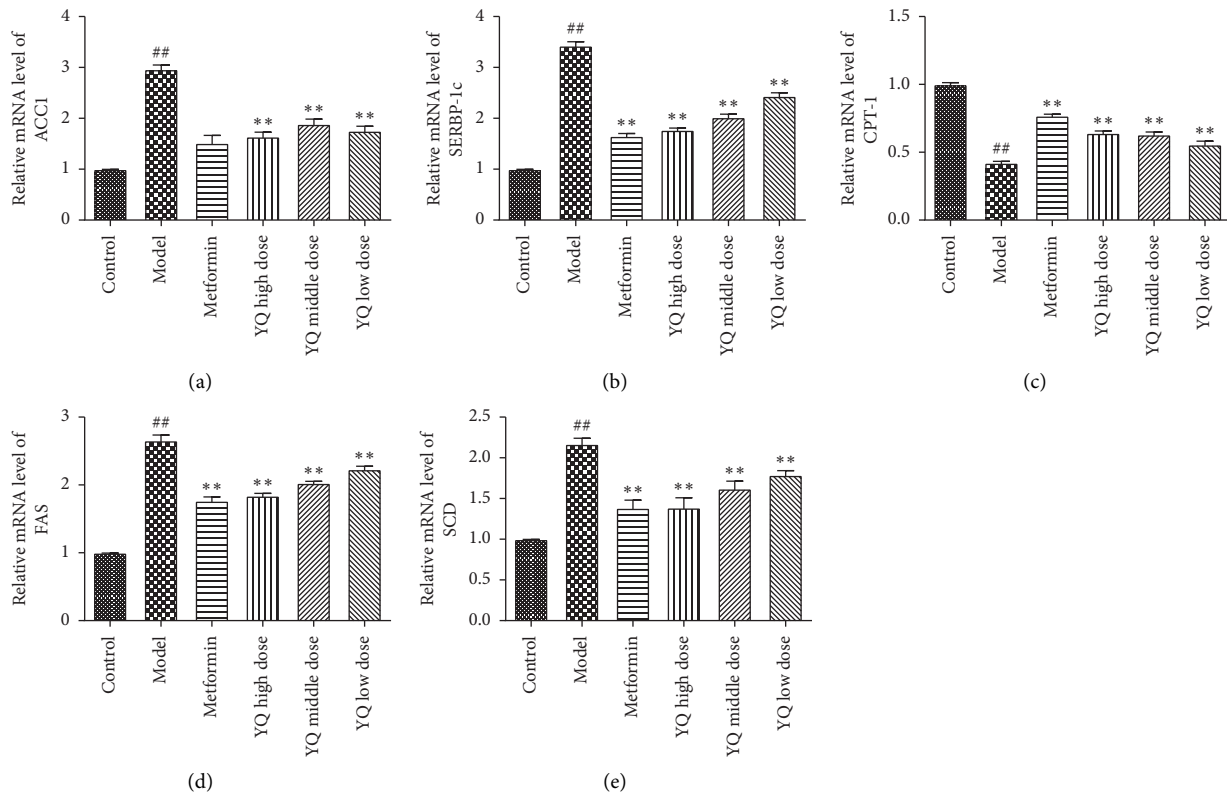 Relative mRNA level of
ACC1
4
3
2
1
0
##
**
**
**
Control
Model
Metformin
YQ high dose
YQ middle dose
YQ low dose
(a)
Relative mRNA level of
SERBP-1c
4
3
2
1
0
##
**
**
**
**
Control
Model
Metformin
YQ high dose
YQ middle dose
YQ low dose
(b)
Relative mRNA level of
CPT-1
1.5
1.0
0.5
0.0
##
**
**
**
**
Control
Model
Metformin
YQ high dose
YQ middle dose
YQ low dose
(c)
Relative mRNA level of
FAS
3
2
1
0
##
**
**
**
**
Control
Model
Metformin
YQ high dose
YQ middle dose
YQ low dose
(d)
Relative mRNA level of
SCD
2.5
2.0
1.5
1.0
0.5
0.0
##
**
**
**
**
Control
Model
Metformin
YQ high dose
YQ middle dose
YQ low dose
(e)